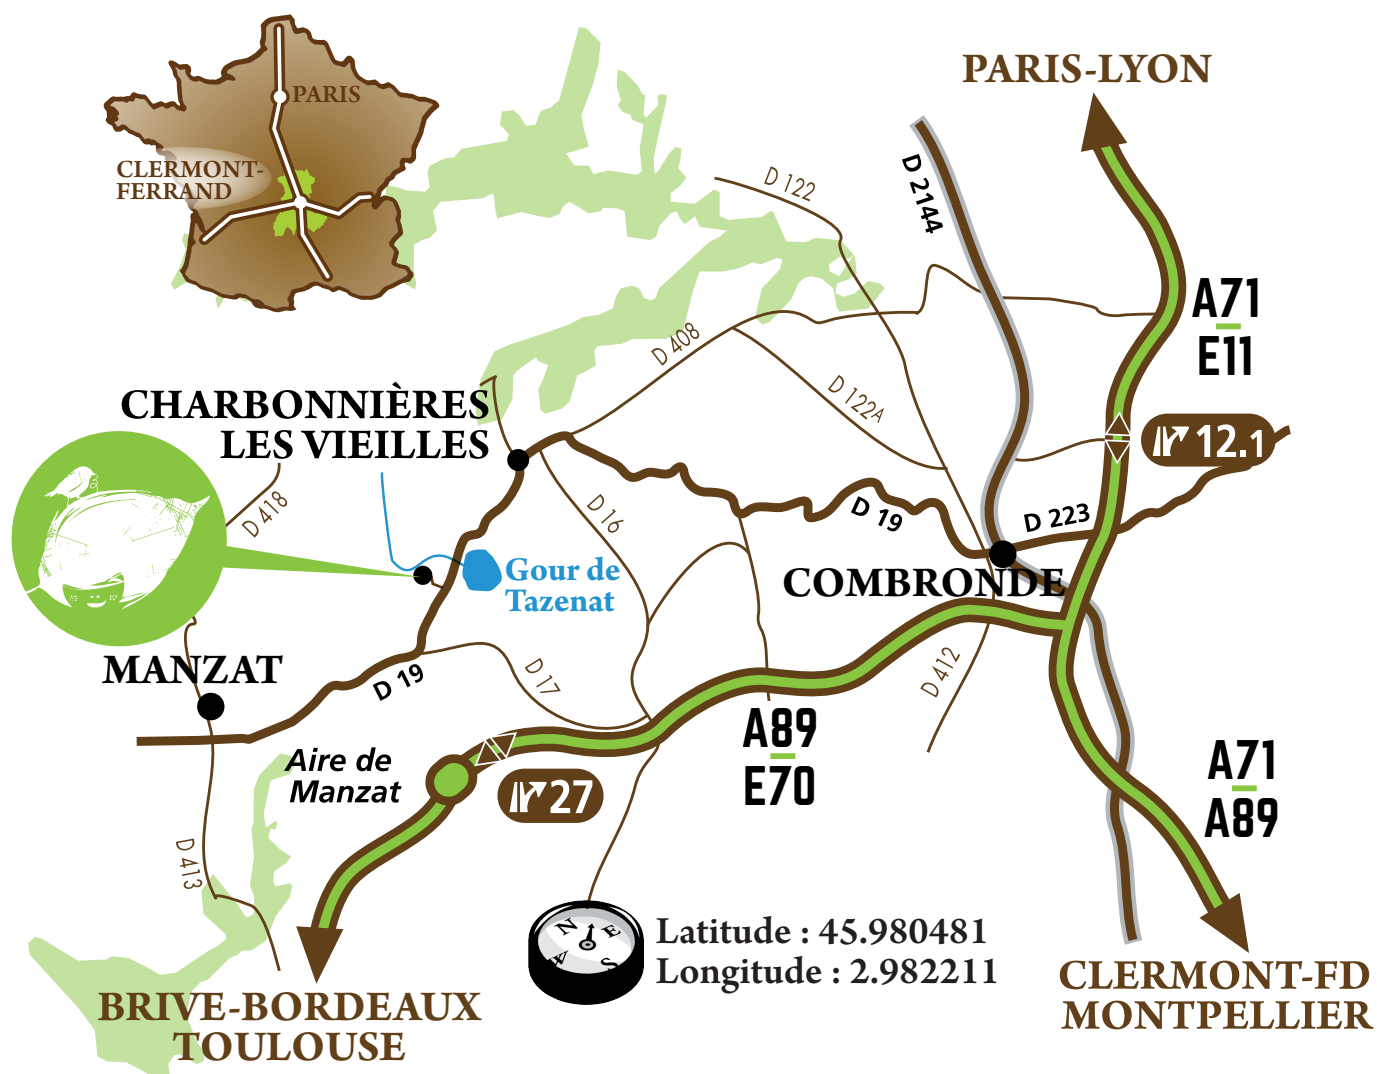 PARIS-LYON
PARIS
CLERMONT-
FERRAND
D 122
D 2144
A71
E11
D 408
D 122A
CHARBONNIÈRES
LES VIEILLES
12.1
D 418
D 16
D 19
D 223
Gour de
Tazenat
COMBRONDE
MANZAT
D 19
D 17
D 412
A89
E70
Aire de
Manzat
27
A71
A89
D 413
N
E
S
Latitude : 45.980481
Longitude : 2.982211
BRIVE-BORDEAUX
TOULOUSE
CLERMONT-FD
MONTPELLIER